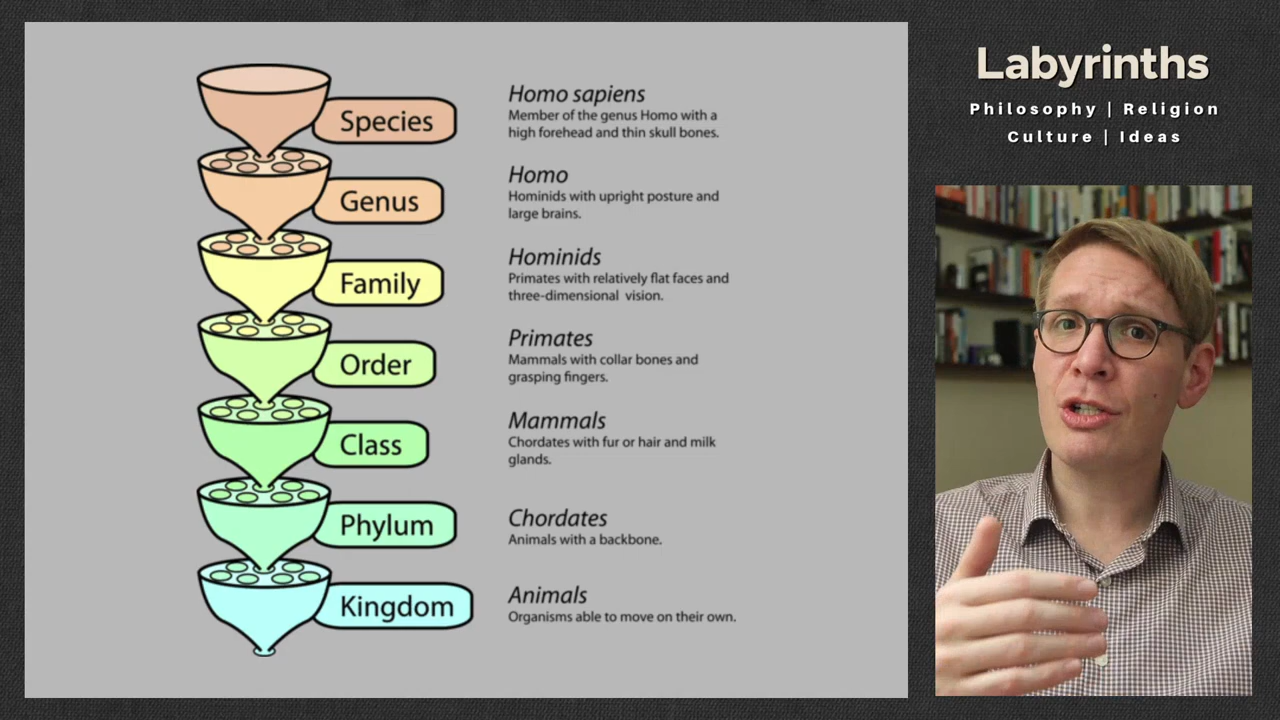 Labyrinths
Philosophy | Religion
Culture | Ideas
Species
Homo sapiens
Member of the genus Homo with a
high forehead and thin skull bones.
Genus
Homo
Hominids with upright posture and
large brains.
Family
Hominids
Primates with relatively flat faces and
three-dimensional vision.
Order
Primates
Mammals with collar bones and
grasping fingers.
Class
Mammals
Chordates with fur or hair and milk
glands.
Phylum
Chordates
Animals with a backbone.
Kingdom
Animals
Organisms able to move on their own.